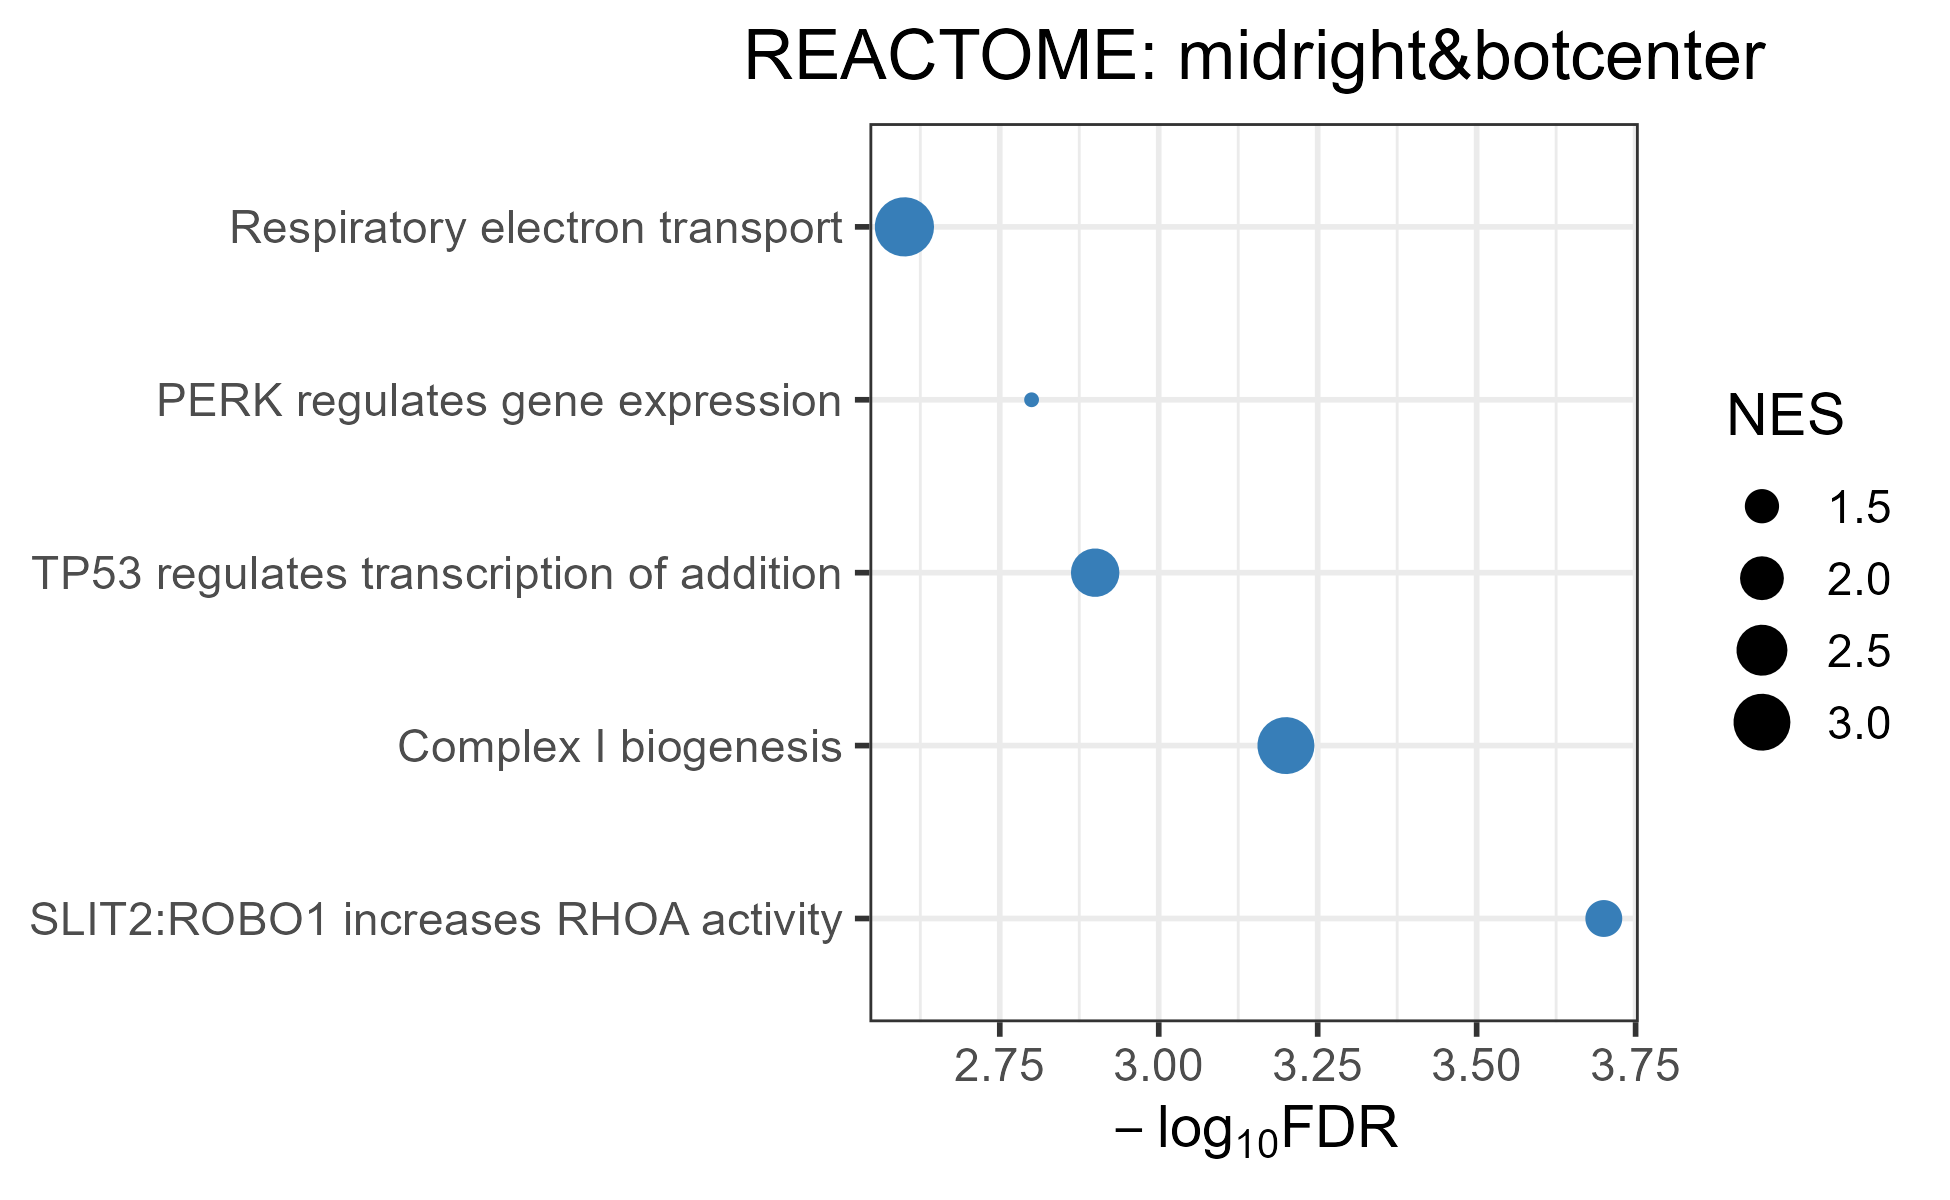 REACTOME: midright&botcenter
Respiratory electron transport
PERK regulates gene expression
TP53 regulates transcription of addition
Complex I biogenesis
SLIT2:ROBO1 increases RHOA activity
2.75 3.00 3.25 3.50 3.75
− log₁₀FDR
NES
1.5
2.0
2.5
3.0